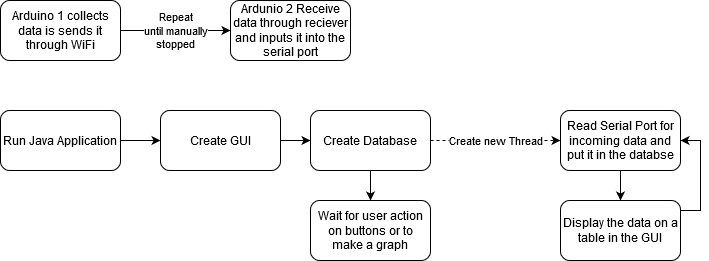 Arduino 1 collects
data is sends it
through WiFi
Repeat
until manually
stopped
Ardunio 2 Receive
data through reciever
and inputs it into the
serial port
Run Java Application
Create GUI
Create Database
Create new Thread
Read Serial Port for
incoming data and
put it in the databse
Wait for user action
on buttons or to
make a graph
Display the data on a
table in the GUI